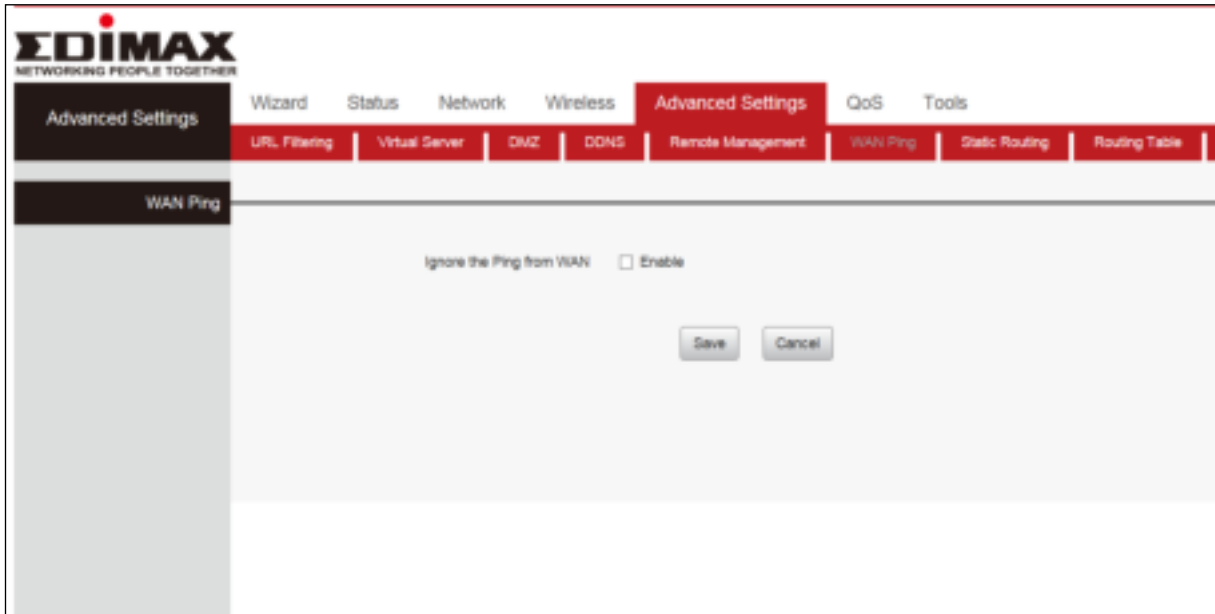 EDIMAX
NETWORKING PEOPLE TOGETHER
Advanced Settings
Wizard Status Network Wireless Advanced Settings QoS Tools
URL Filtering Virtual Server DMZ DDNS Remote Management WAN Ping Static Routing Routing Table
WAN Ping
Ignore the Ping from WAN Enable
Save Cancel